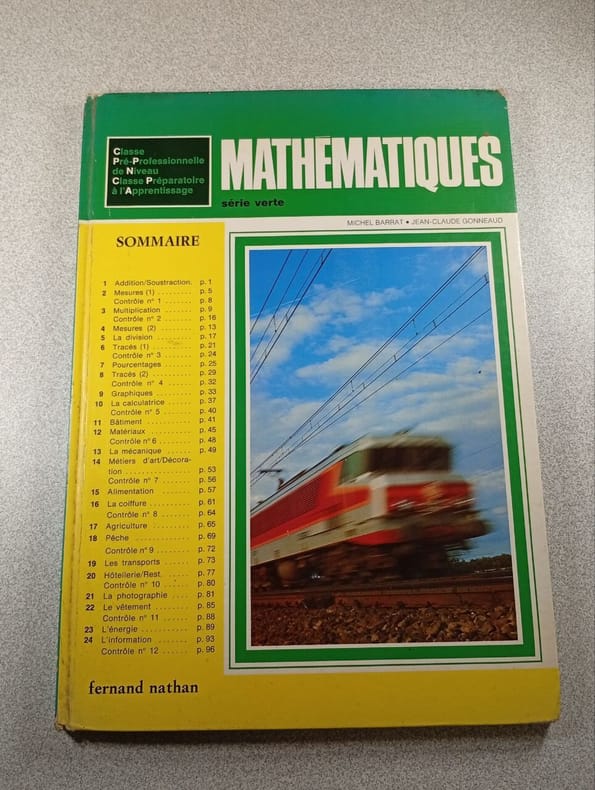 Classe
Pré-Professionnelle
de Niveau
Classe Préparatoire
à l'Apprentissage
MATHÉMATIQUES
série verte
MICHEL BARRAT • JEAN-CLAUDE GONNEAUD
SOMMAIRE
1 Addition/Soustraction. p. 1
2 Mesures (1) .......... p. 5
Contrôle n° 1 ...... p. 8
3 Multiplication ....... p. 9
Contrôle n° 2 ...... p. 16
4 Mesures (2) ......... p. 13
5 La division ......... p. 17
6 Tracés (1) .......... p. 21
Contrôle n° 3 ...... p. 24
7 Pourcentages ....... p. 25
8 Tracés (2) .......... p. 29
Contrôle n° 4 ...... p. 32
9 Graphiques ......... p. 33
10 La calculatrice ...... p. 37
Contrôle n° 5 ...... p. 40
11 Bâtiment ........... p. 41
12 Matériaux .......... p. 45
Contrôle n° 6 ...... p. 48
13 La mécanique ...... p. 49
14 Métiers d'art/Décora-
tion ................ p. 53
Contrôle n° 7 ...... p. 56
15 Alimentation ....... p. 57
16 La coiffure ......... p. 61
Contrôle n° 8 ...... p. 64
17 Agriculture ......... p. 65
18 Pêche ............. p. 69
Contrôle n° 9 ...... p. 72
19 Les transports ...... p. 73
20 Hôtellerie/Rest. ..... p. 77
Contrôle n° 10 ..... p. 80
21 La photographie .... p. 81
22 Le vêtement ........ p. 85
Contrôle n° 11 ..... p. 88
23 L'énergie ........... p. 89
24 L'information ....... p. 93
Contrôle n° 12 ..... p. 96
fernand nathan